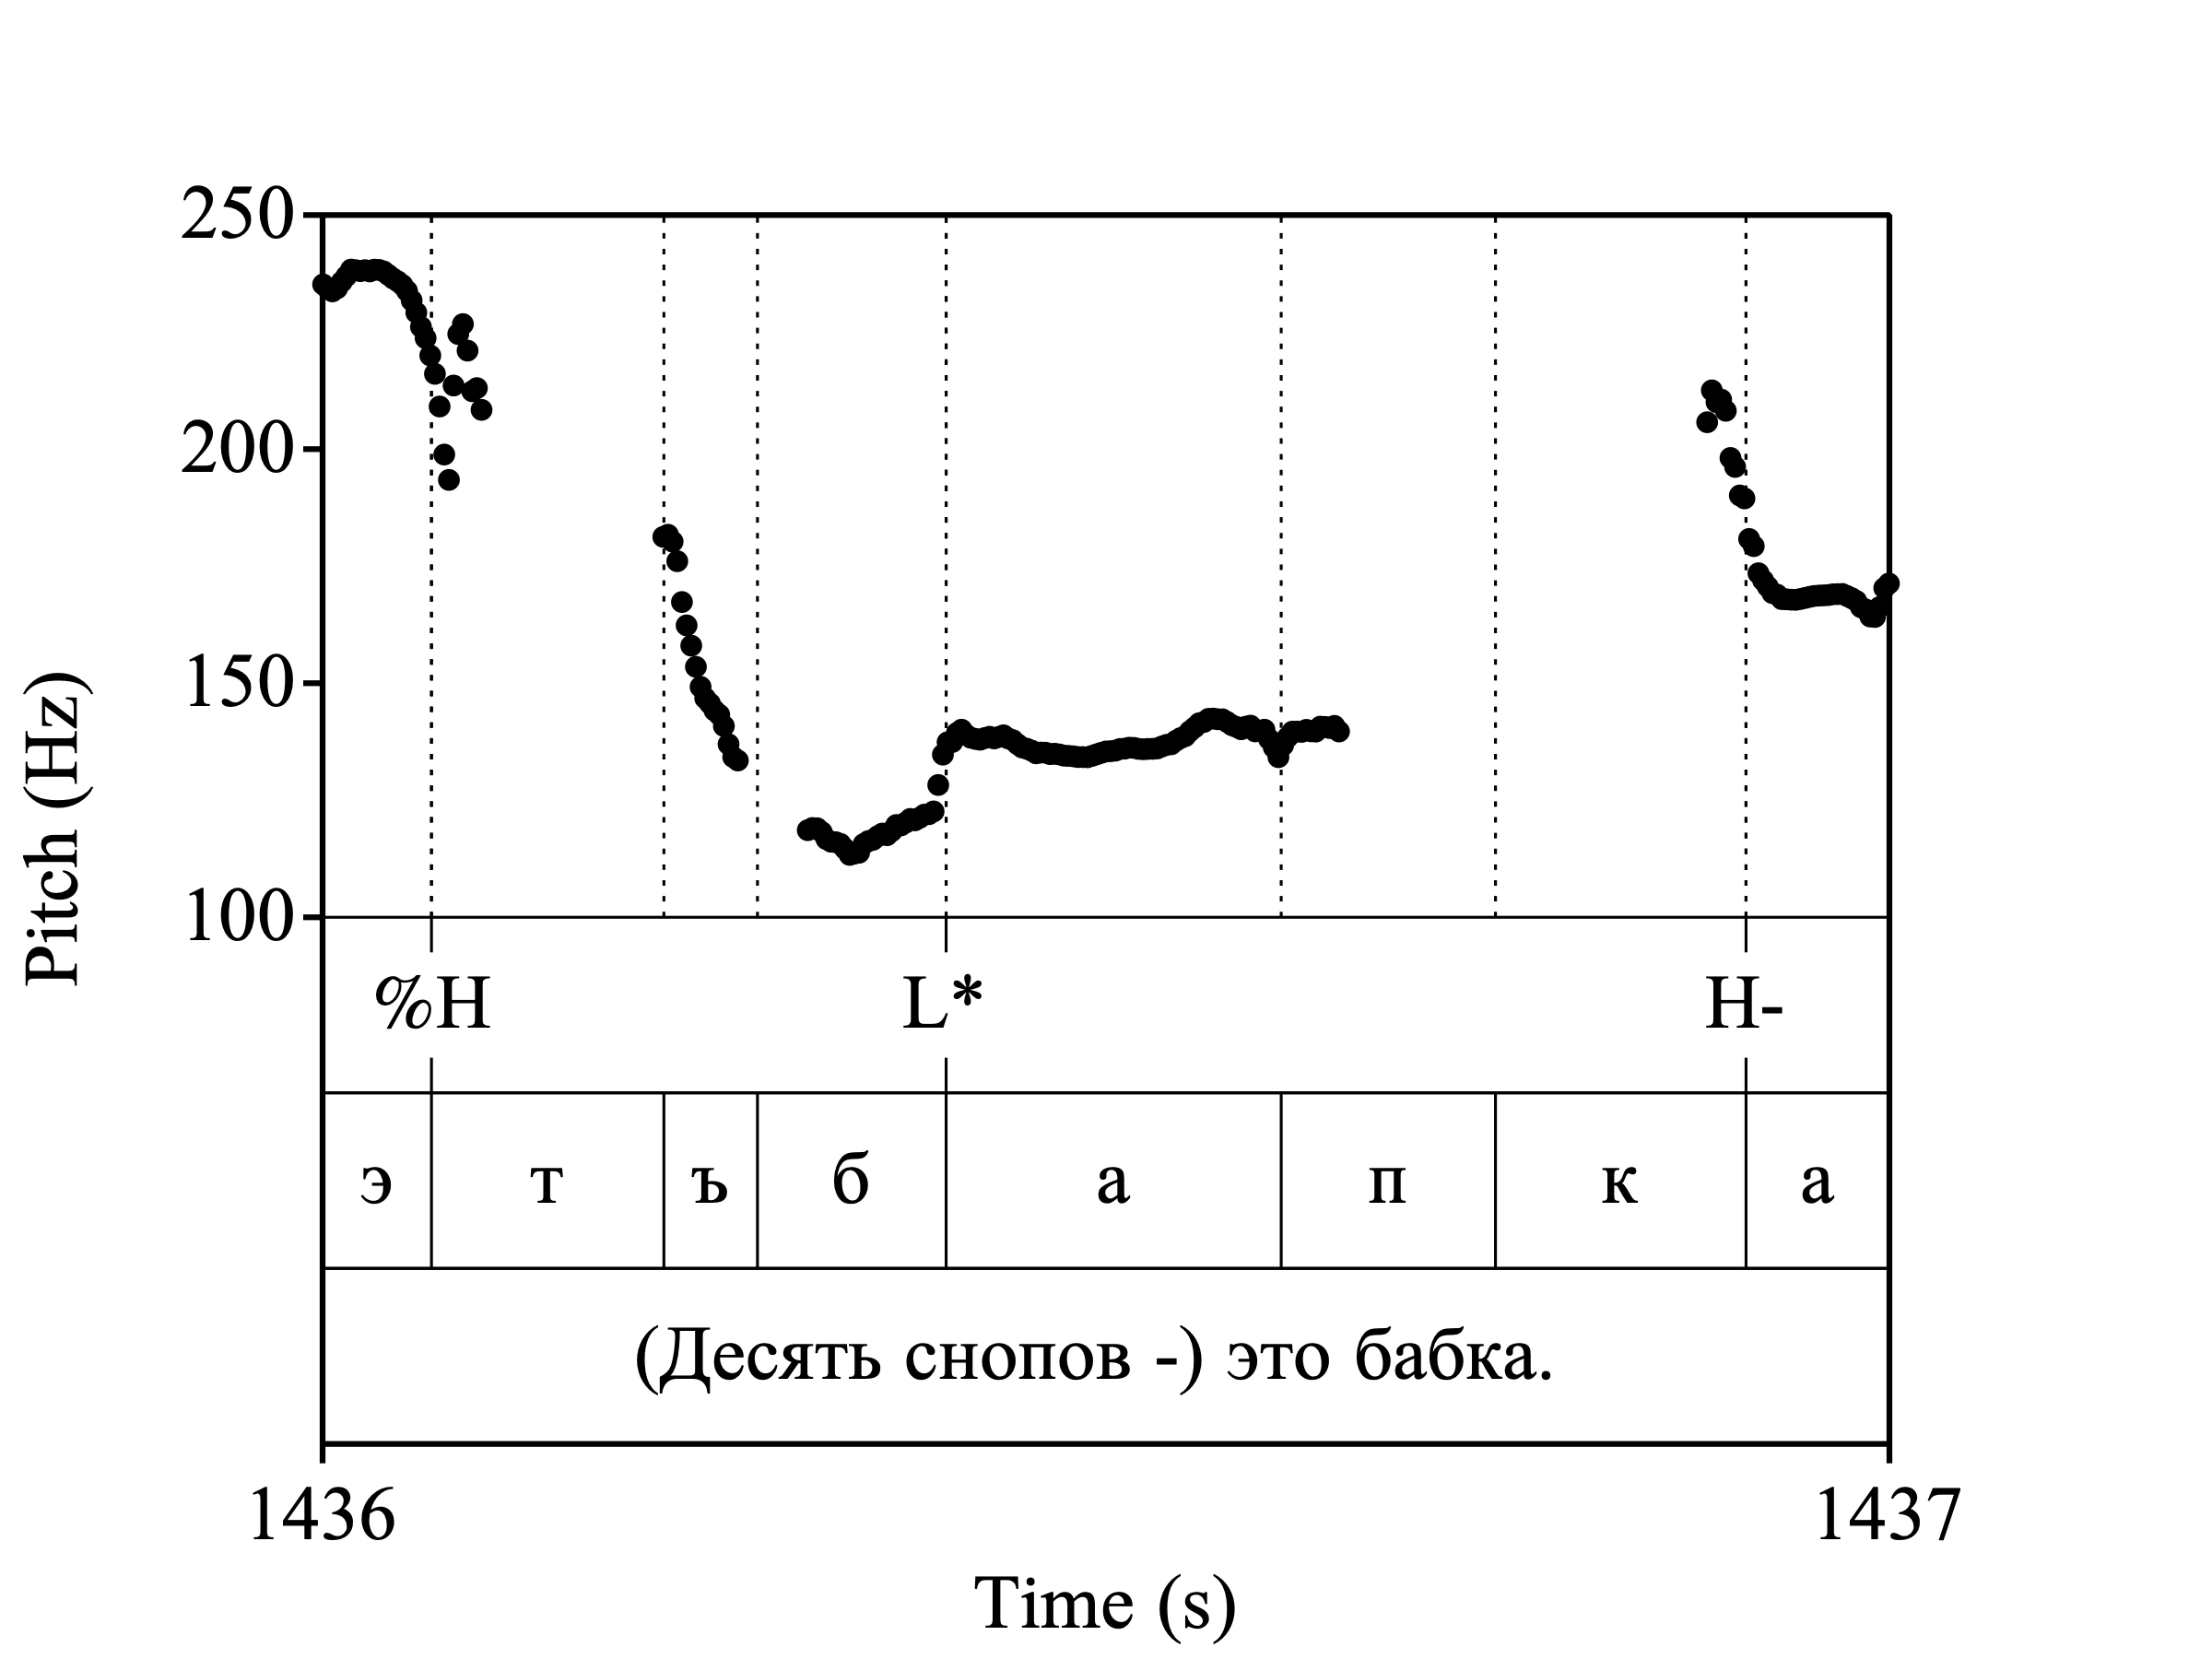 250
200
150
100
Pitch (Hz)
%H L* H-
э т ъ б а п к а
(Десять снопов -) это бабка.
1436 1437
Time (s)